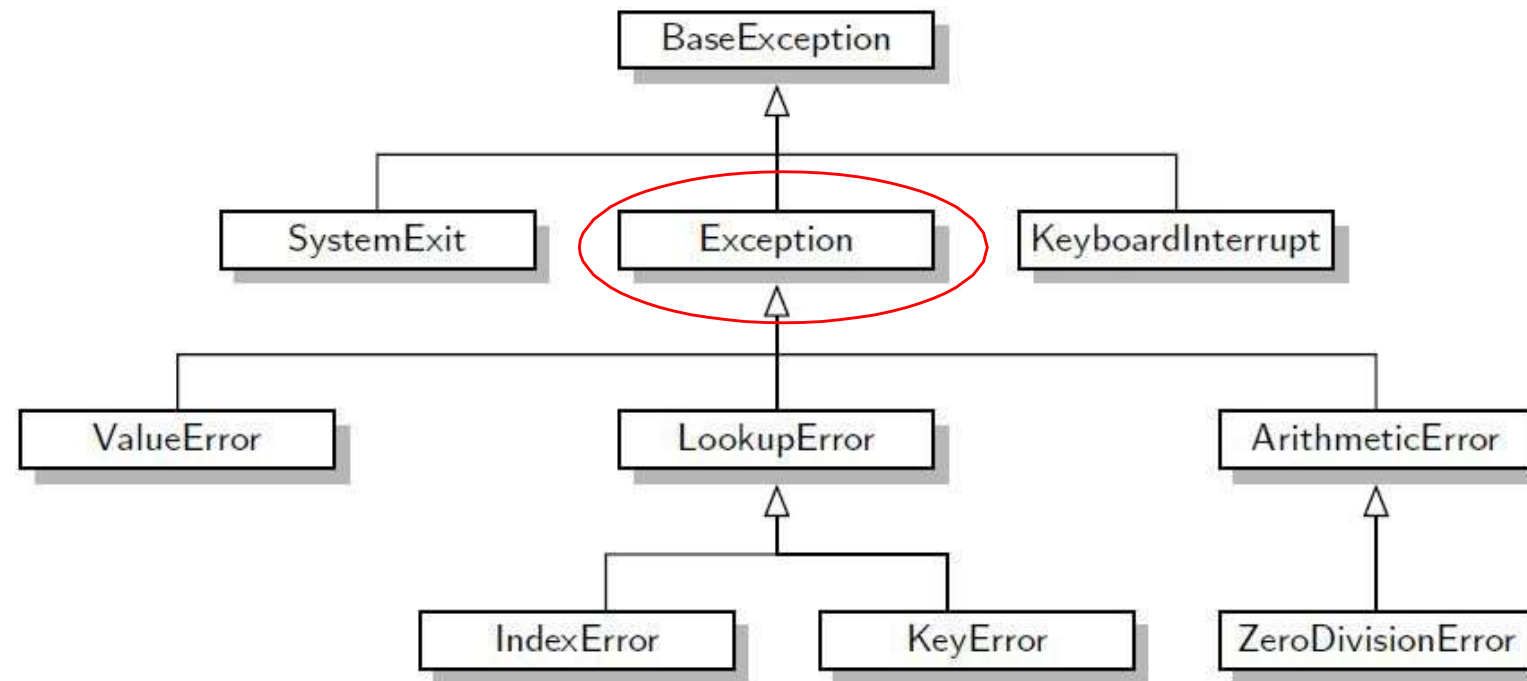 BaseException
SystemExit
Exception
KeyboardInterrupt
ValueError
LookupError
ArithmeticError
IndexError
KeyError
ZeroDivisionError